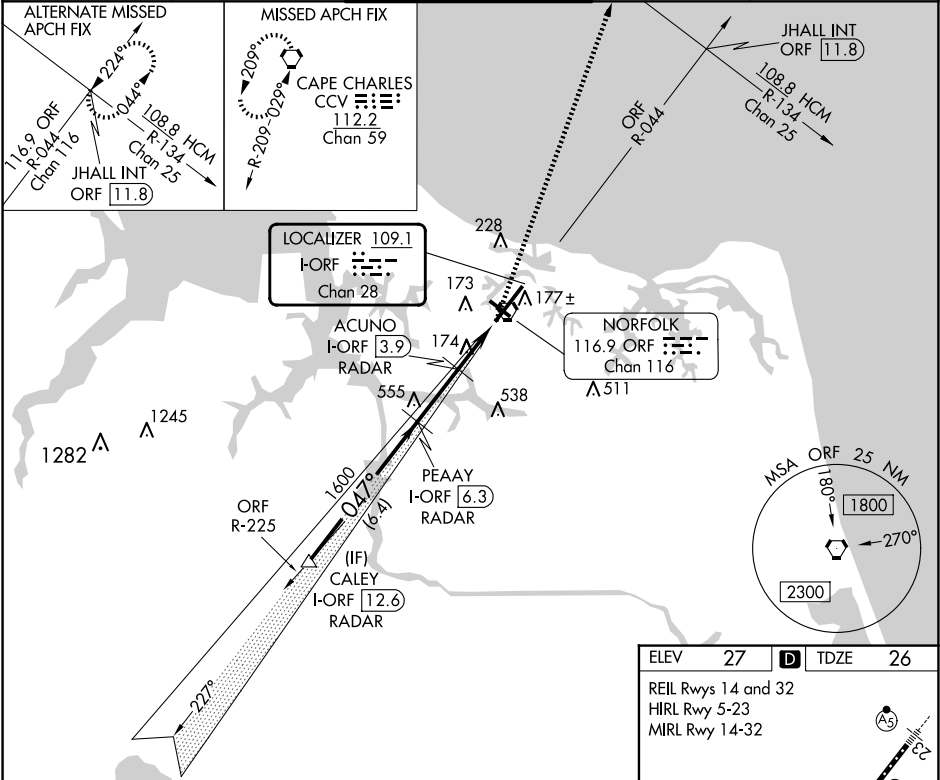 ALTERNATE MISSED
APCH FIX
224°
044°
116.9 ORF
R-044
Chan 116
108.8 HCM
R-134
Chan 25
JHALL INT
ORF 11.8
MISSED APCH FIX
209°
R-209
029°
CAPE CHARLES
CCV
112.2
Chan 59
JHALL INT
ORF 11.8
108.8 HCM
R-134
Chan 25
ORF
R-044
LOCALIZER 109.1
I-ORF
Chan 28
228
173
177±
ACUNO
I-ORF 3.9
RADAR
174
NORFOLK
116.9 ORF
Chan 116
555
538
511
1245
1282
PEAAY
I-ORF 6.3
RADAR
1600
047°
(6.4)
ORF
R-225
(IF)
CALEY
I-ORF 12.6
RADAR
227°
MSA ORF 25 NM
180°
1800
270°
2300
ELEV 27 D TDZE 26
REIL Rwys 14 and 32
HIRL Rwy 5-23
MIRL Rwy 14-32
A5
23